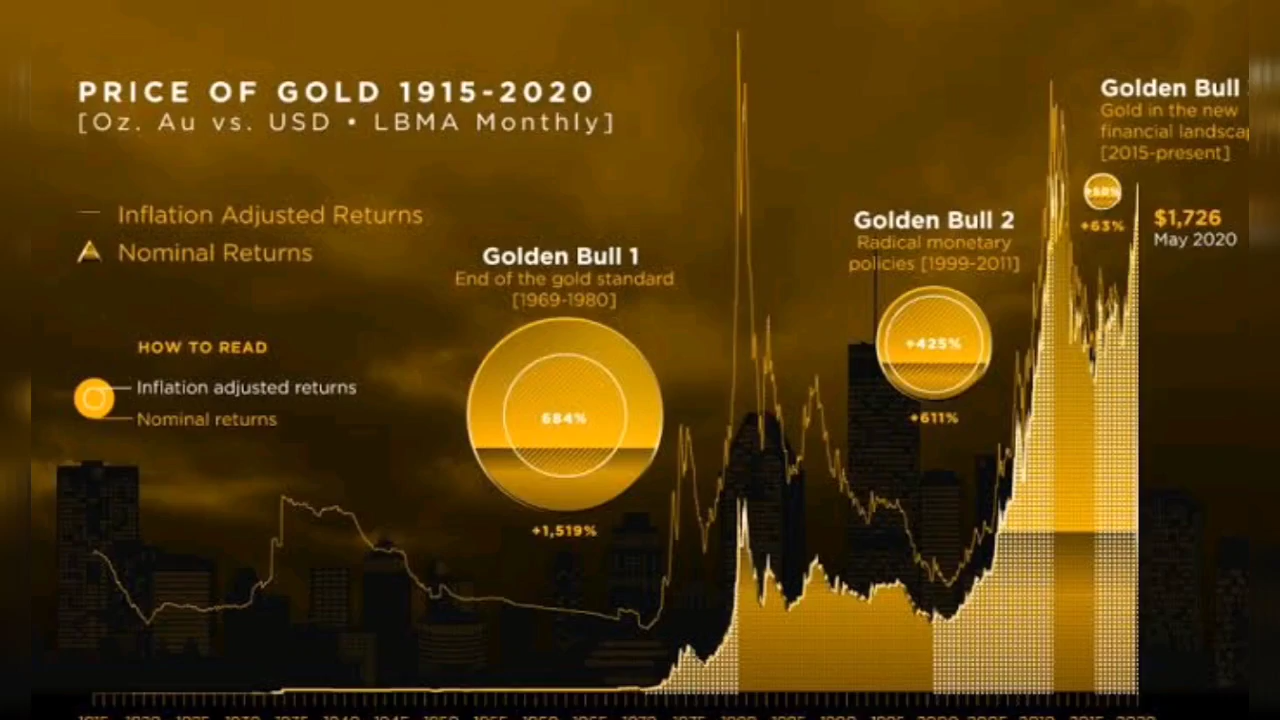 PRICE OF GOLD 1915-2020
[Oz. Au vs. USD • LBMA Monthly]
Inflation Adjusted Returns
Nominal Returns
HOW TO READ
Inflation adjusted returns
Nominal returns
Golden Bull 1
End of the gold standard
[1969-1980]
684%
+1,519%
Golden Bull 2
Radical monetary
policies [1999-2011]
+425%
+611%
Golden Bull
Gold in the new
financial
[2015-present]
+63%
$1,726
May 2020